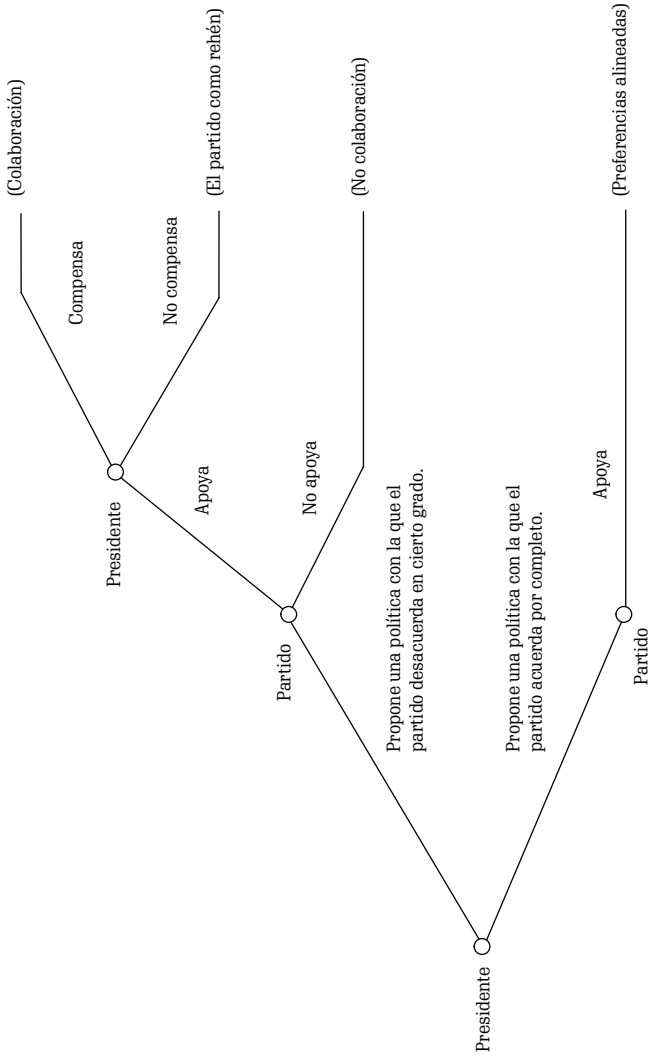 Presidente
Propone una política con la que el
partido desacuerda en cierto grado.
Propone una política con la que el
partido acuerda por completo.
Partido
Apoya
No apoya
Presidente
Compensa
No compensa
(Colaboración)
(El partido como rehén)
(No colaboración)
Partido
Apoya
(Preferencias alineadas)